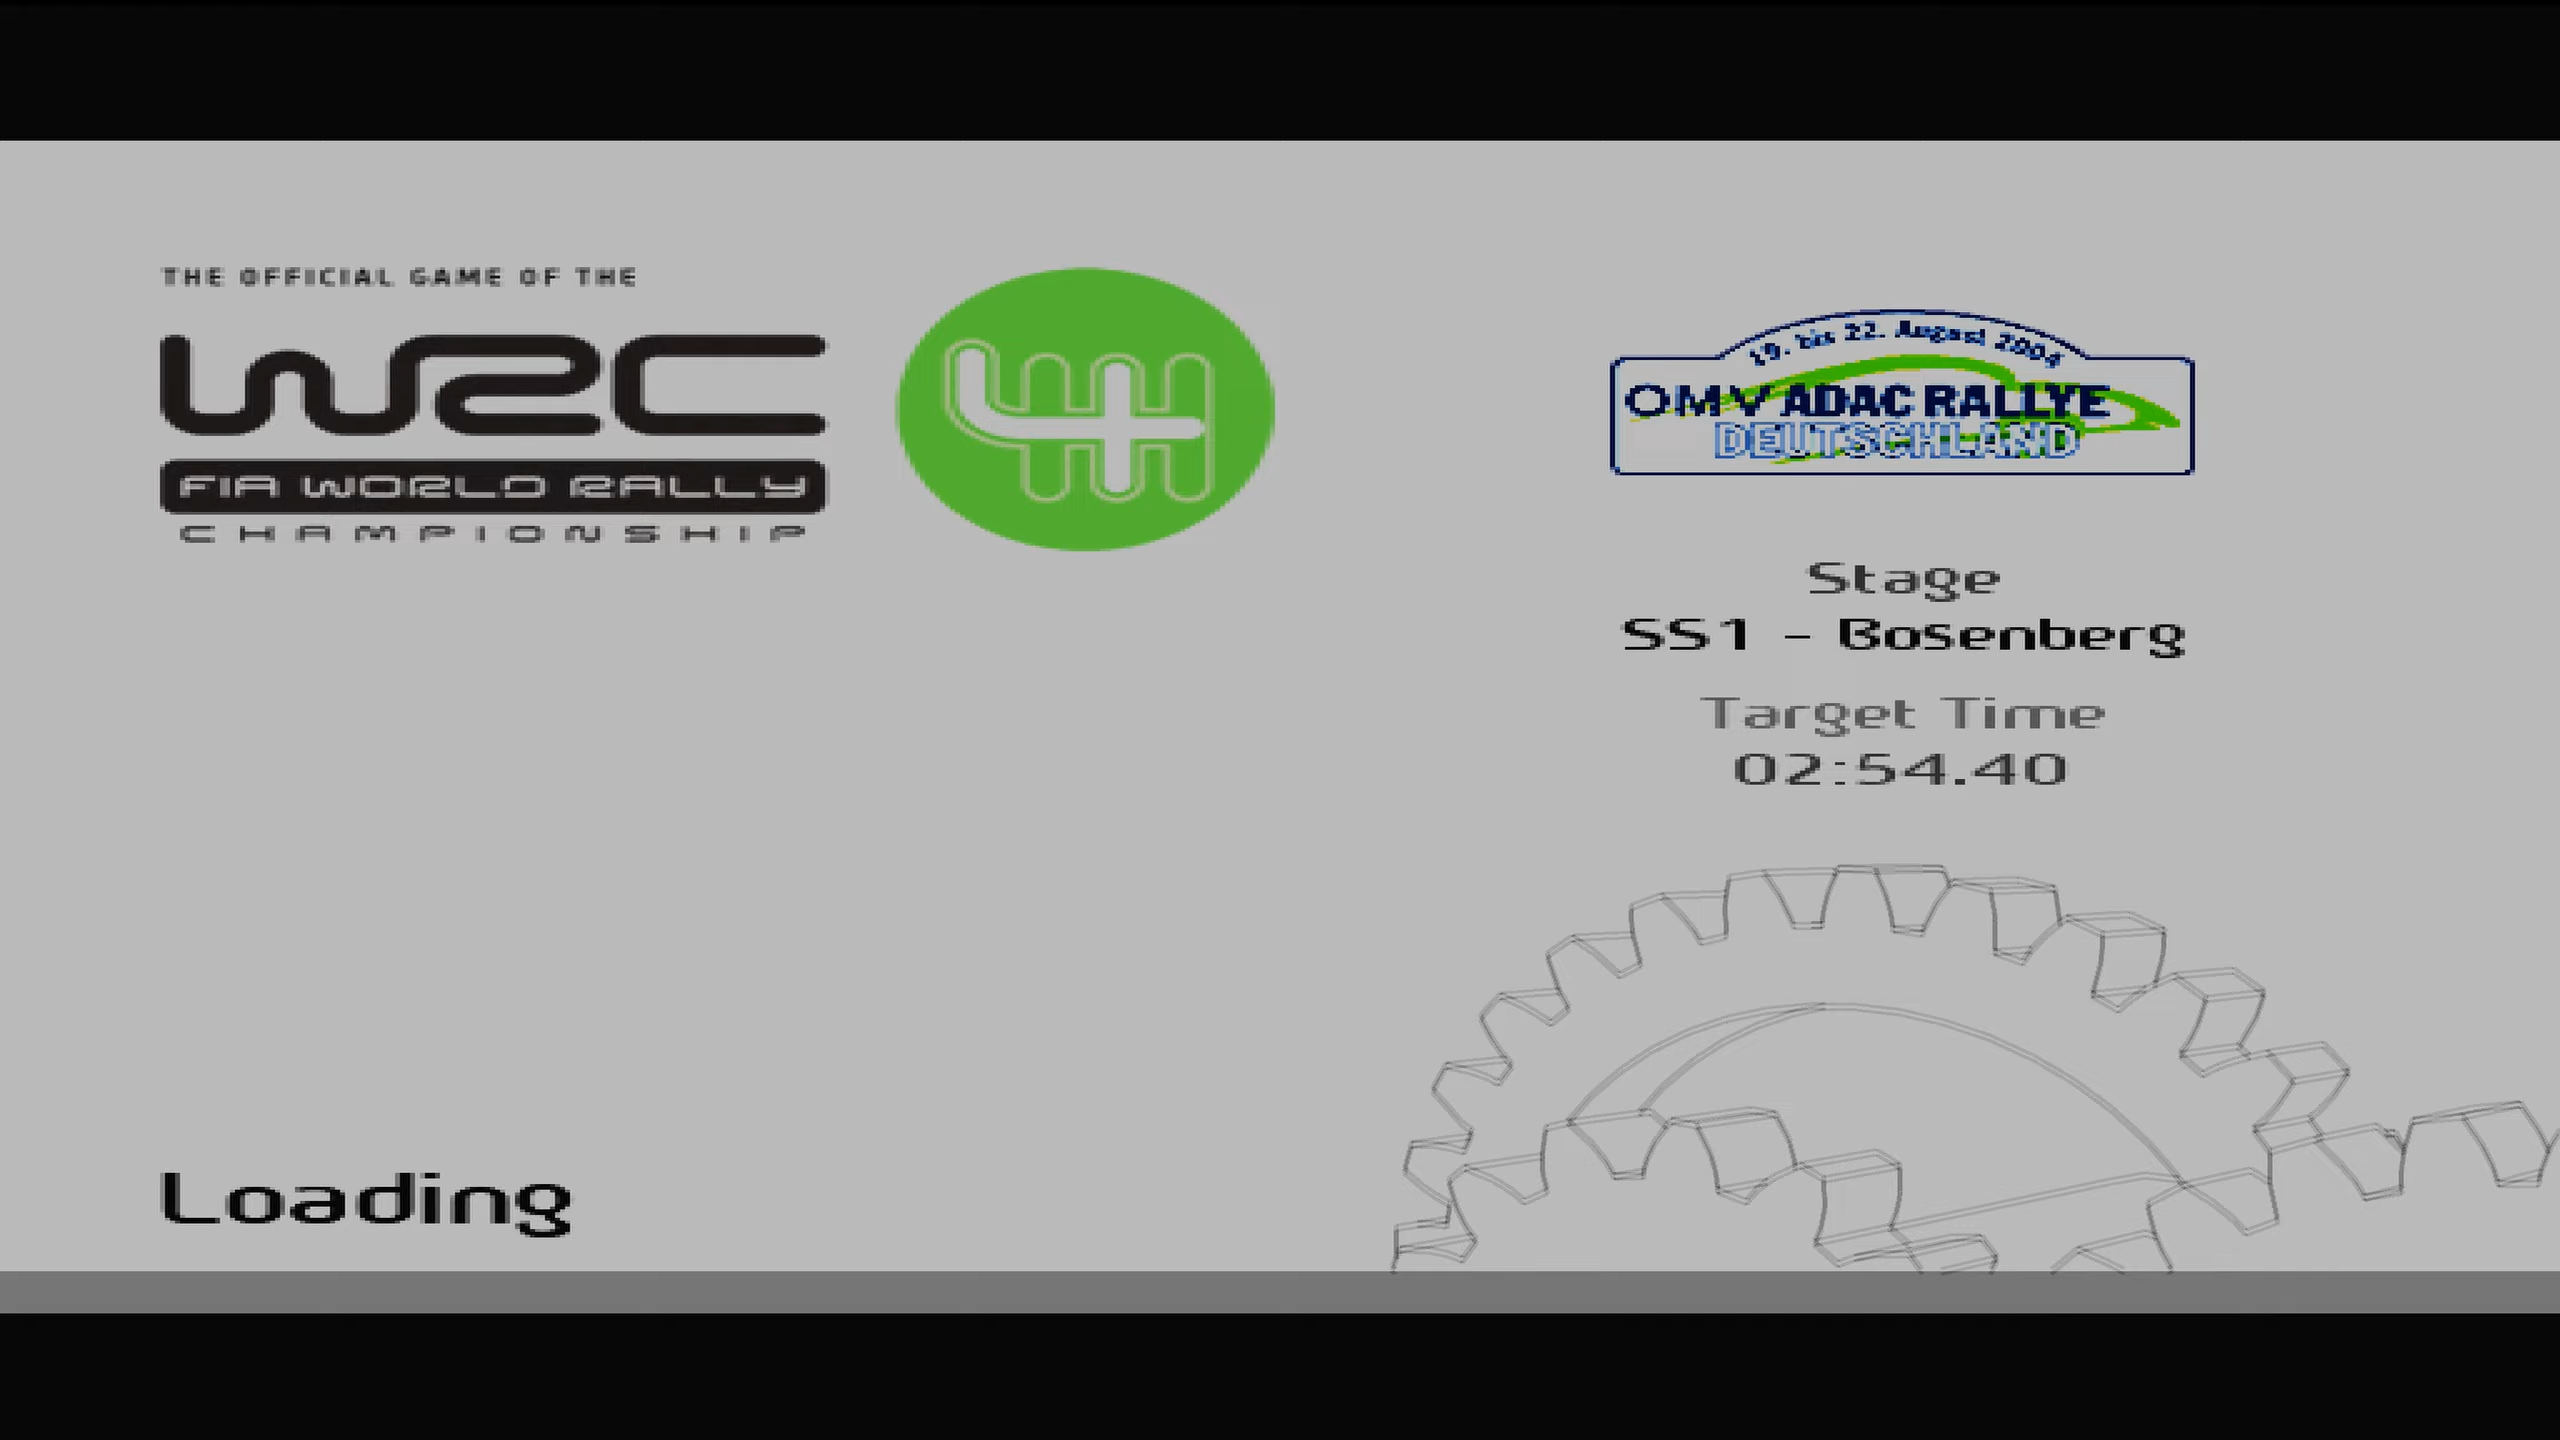 THE OFFICIAL GAME OF THE
WRC
FIA WORLD RALLY
CHAMPIONSHIP
4
19. bis 22. August 2004
OMV ADAC RALLYE
DEUTSCHLAND
Stage
SS1 - Bosenberg
Target Time
02:54.40
Loading